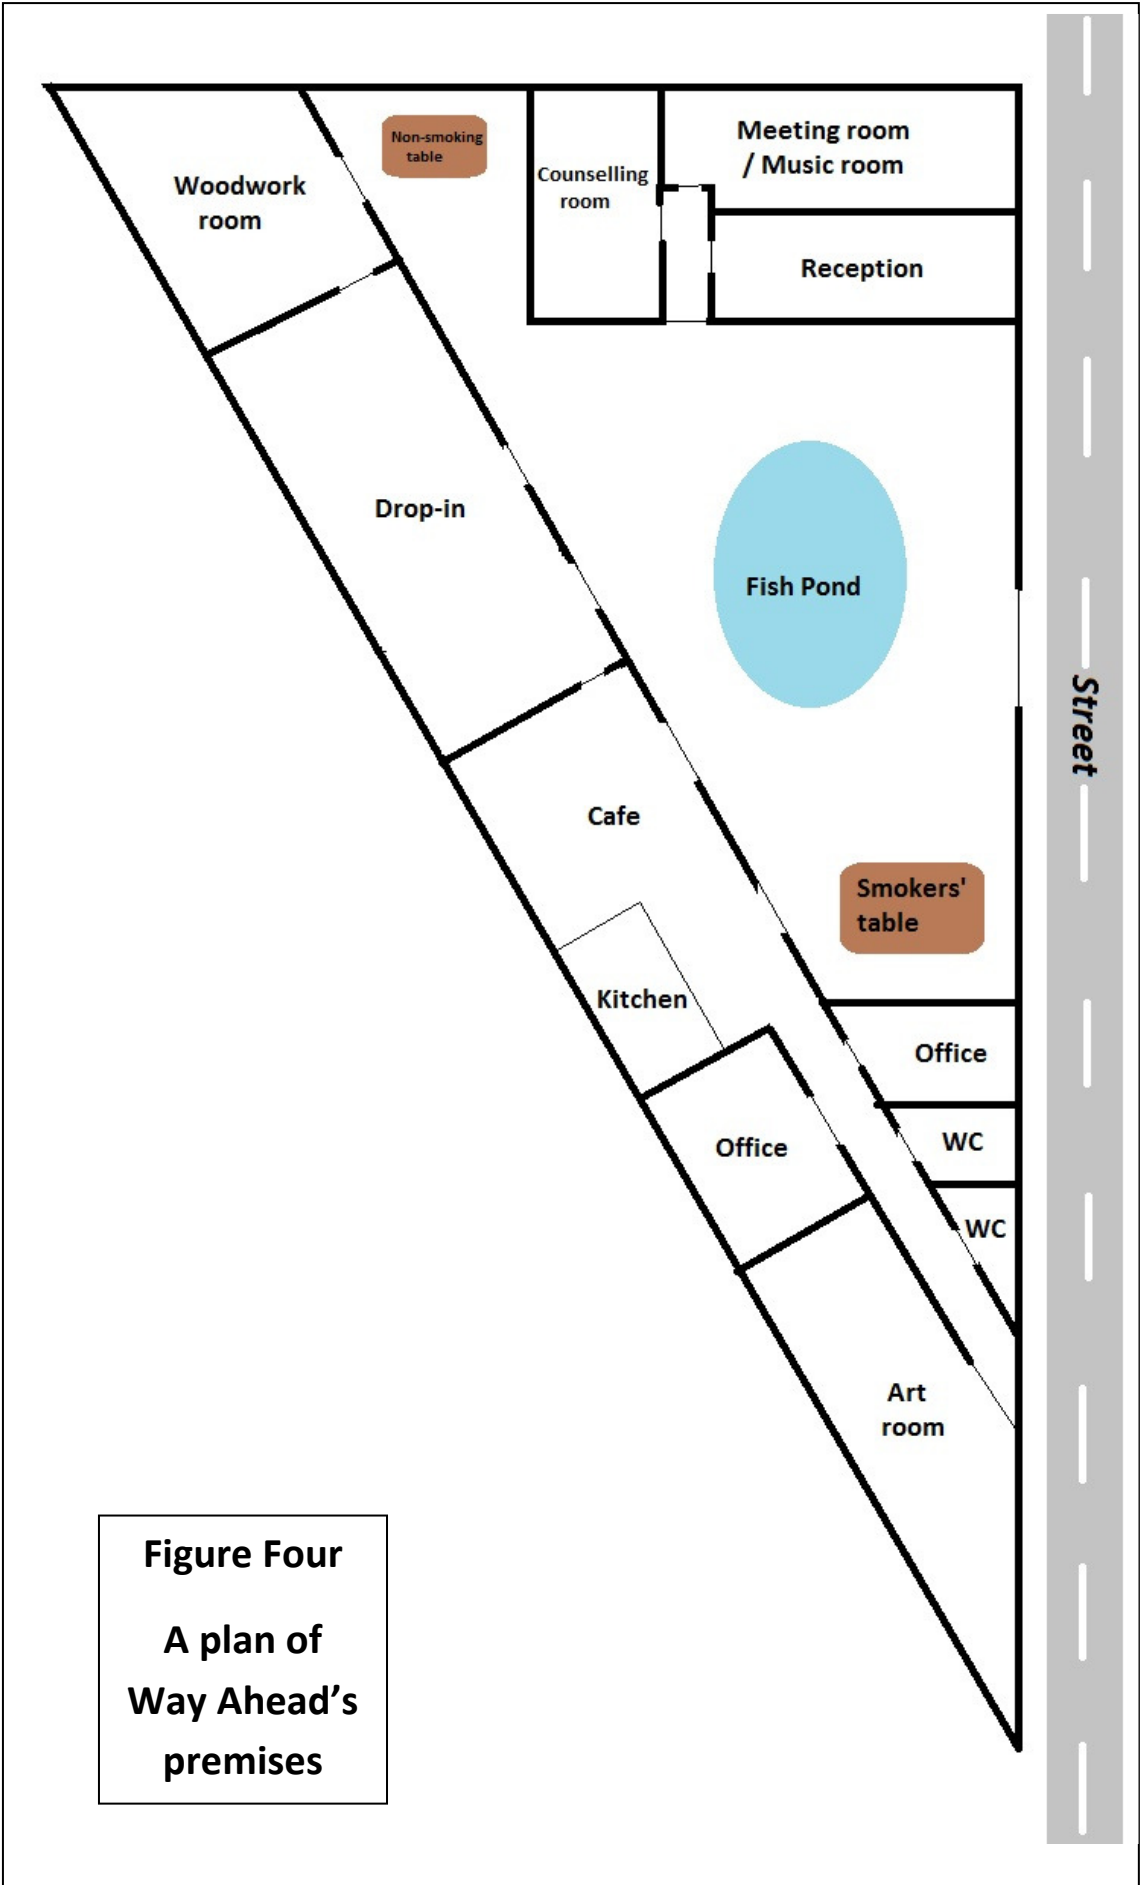 Non-smoking
table
Meeting room
/ Music room
Counselling
room
Woodwork
room
Reception
Drop-in
Fish Pond
Street
Cafe
Smokers'
table
Kitchen
Office
Office
WC
WC
Art
room
Figure Four
A plan of
Way Ahead’s
premises